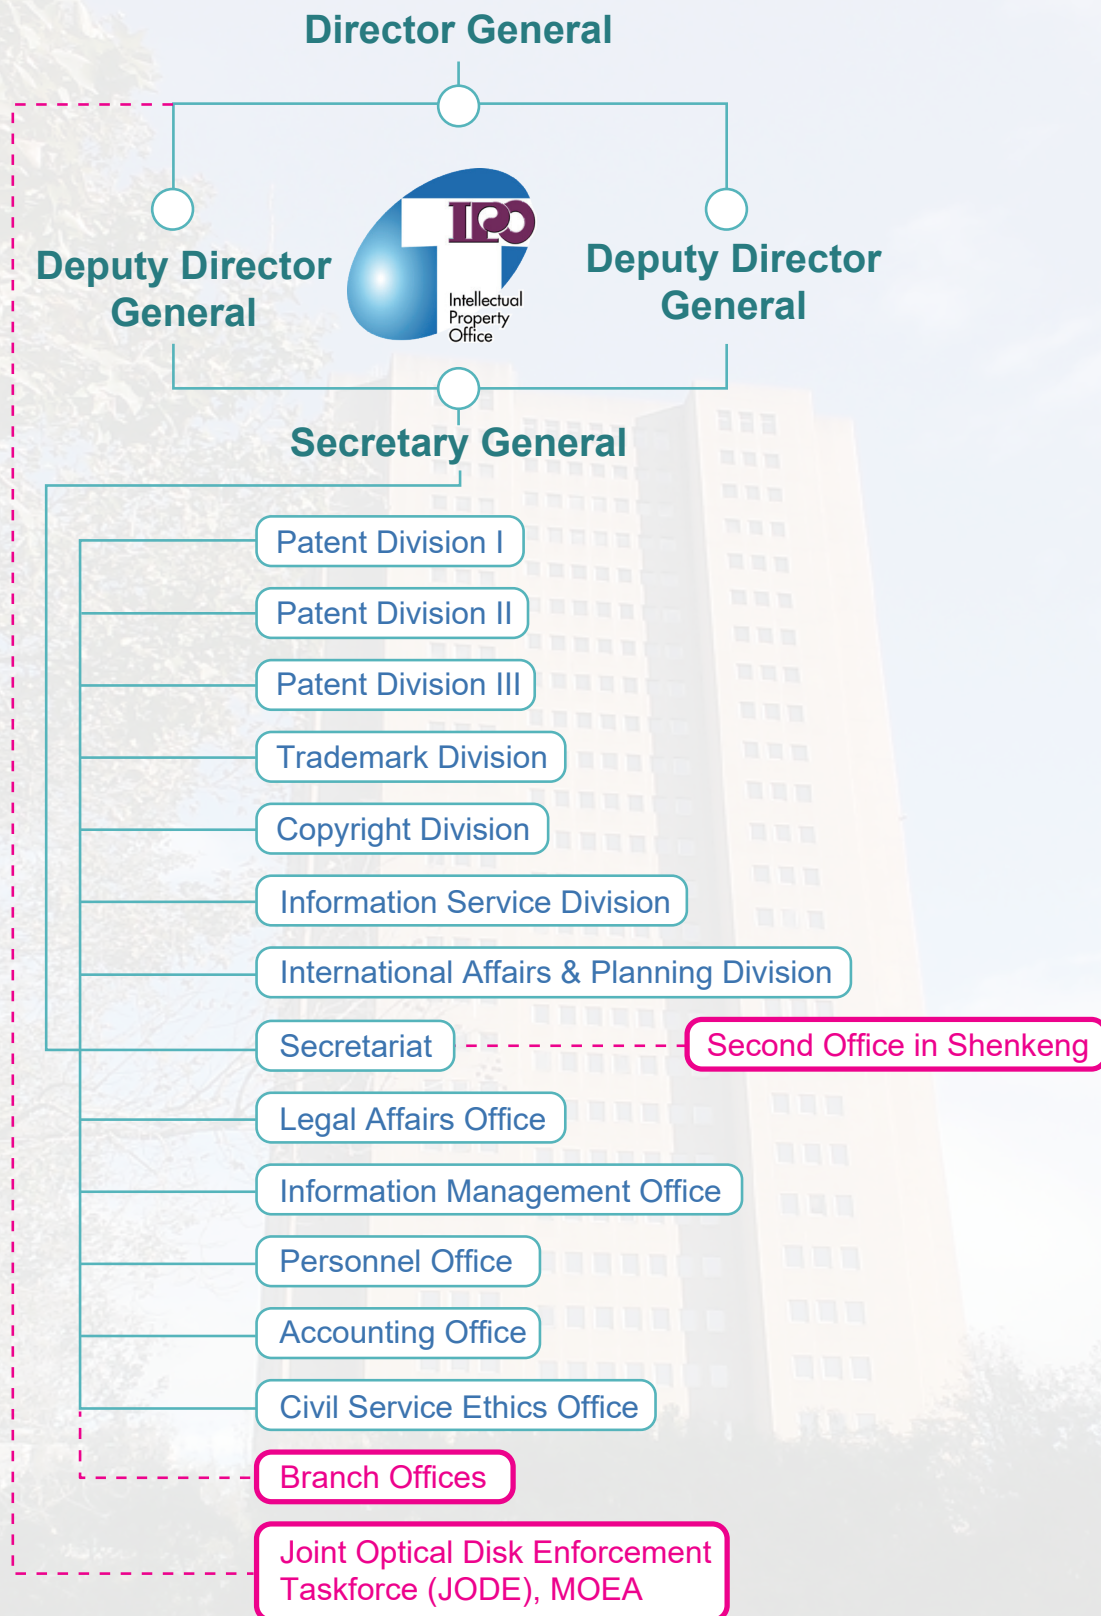 Director General
Deputy Director
General
IPO
Intellectual
Property
Office
Deputy Director
General
Secretary General
Patent Division I
Patent Division II
Patent Division III
Trademark Division
Copyright Division
Information Service Division
International Affairs & Planning Division
Secretariat
Second Office in Shenkeng
Legal Affairs Office
Information Management Office
Personnel Office
Accounting Office
Civil Service Ethics Office
Branch Offices
Joint Optical Disk Enforcement
Taskforce (JODE), MOEA